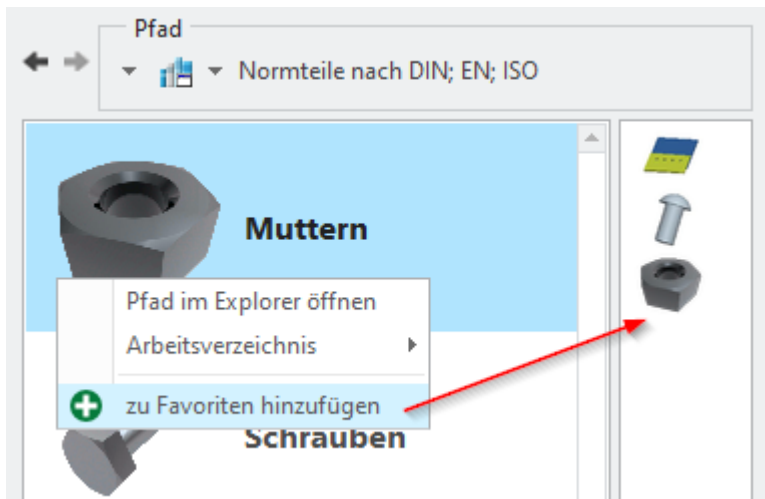 Pfad
Normteile nach DIN; EN; ISO
Muttern
Pfad im Explorer öffnen
Arbeitsverzeichnis
zu Favoriten hinzufügen
Schrauben